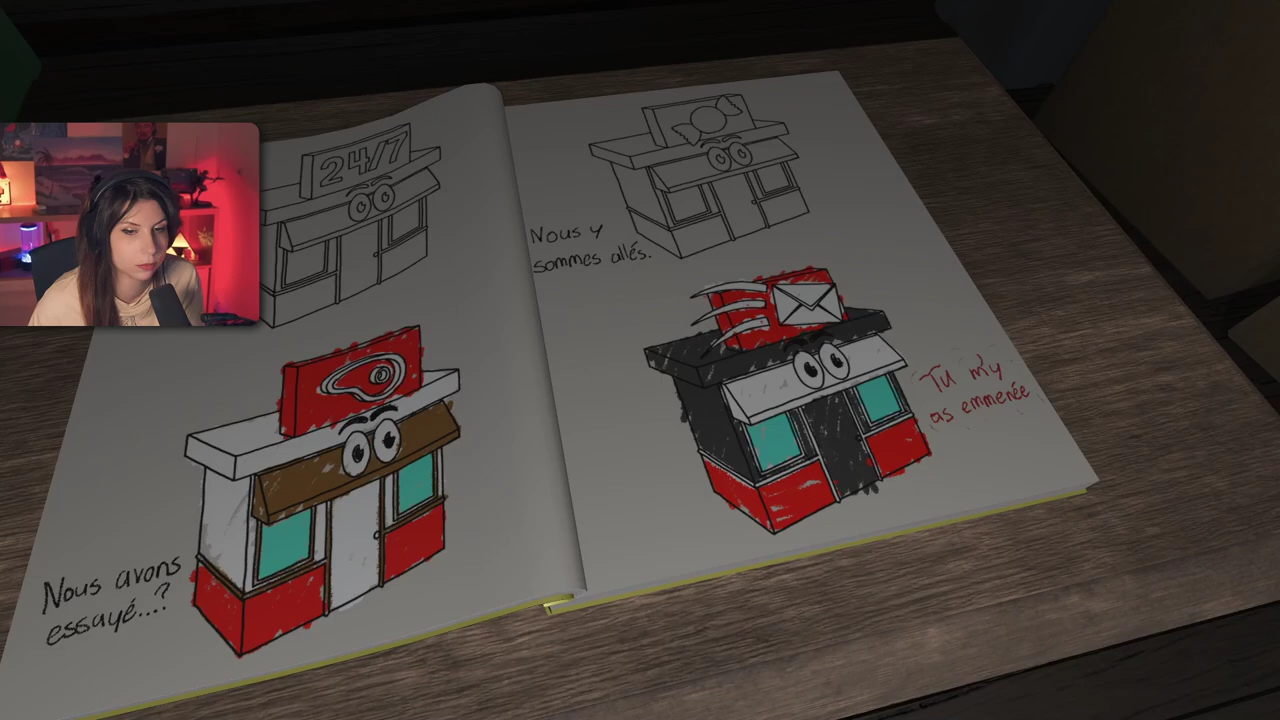 24/7
Nous avons
essayé...?
Nous y
sommes allés.
Tu m'y
as emmenée